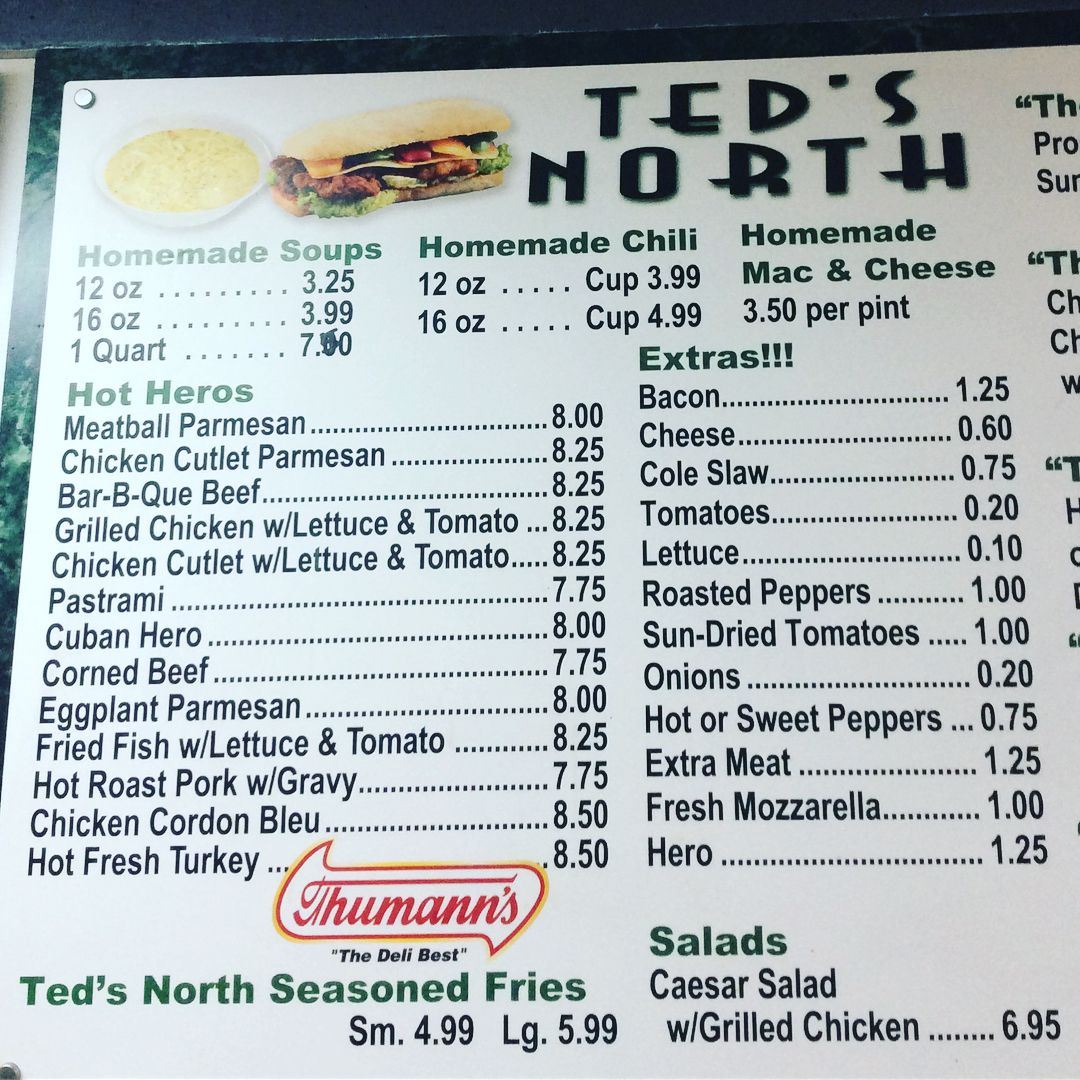 TED'S
NORTH
Homemade Soups
12 oz ......... 3.25
16 oz ......... 3.99
1 Quart ....... 7.00
Homemade Chili
12 oz ..... Cup 3.99
16 oz ..... Cup 4.99
Homemade
Mac & Cheese
3.50 per pint
Hot Heros
Meatball Parmesan ............................... 8.00
Chicken Cutlet Parmesan .................... 8.25
Bar-B-Que Beef ..................................... 8.25
Grilled Chicken w/Lettuce & Tomato ... 8.25
Chicken Cutlet w/Lettuce & Tomato ..... 8.25
Pastrami ................................................. 7.75
Cuban Hero ............................................ 8.00
Corned Beef ........................................... 7.75
Eggplant Parmesan ............................... 8.00
Fried Fish w/Lettuce & Tomato ............ 8.25
Hot Roast Pork w/Gravy ........................ 7.75
Chicken Cordon Bleu ............................ 8.50
Hot Fresh Turkey ... .8.50
Thumann's
"The Deli Best"
Ted's North Seasoned Fries
Sm. 4.99 Lg. 5.99
Extras!!!
Bacon .............................. 1.25
Cheese ............................ 0.60
Cole Slaw ........................ 0.75
Tomatoes ........................ 0.20
Lettuce ............................ 0.10
Roasted Peppers ........... 1.00
Sun-Dried Tomatoes ..... 1.00
Onions ............................ 0.20
Hot or Sweet Peppers ... 0.75
Extra Meat ....................... 1.25
Fresh Mozzarella ............. 1.00
Hero .................................. 1.25
Salads
Caesar Salad
w/Grilled Chicken ........ 6.95